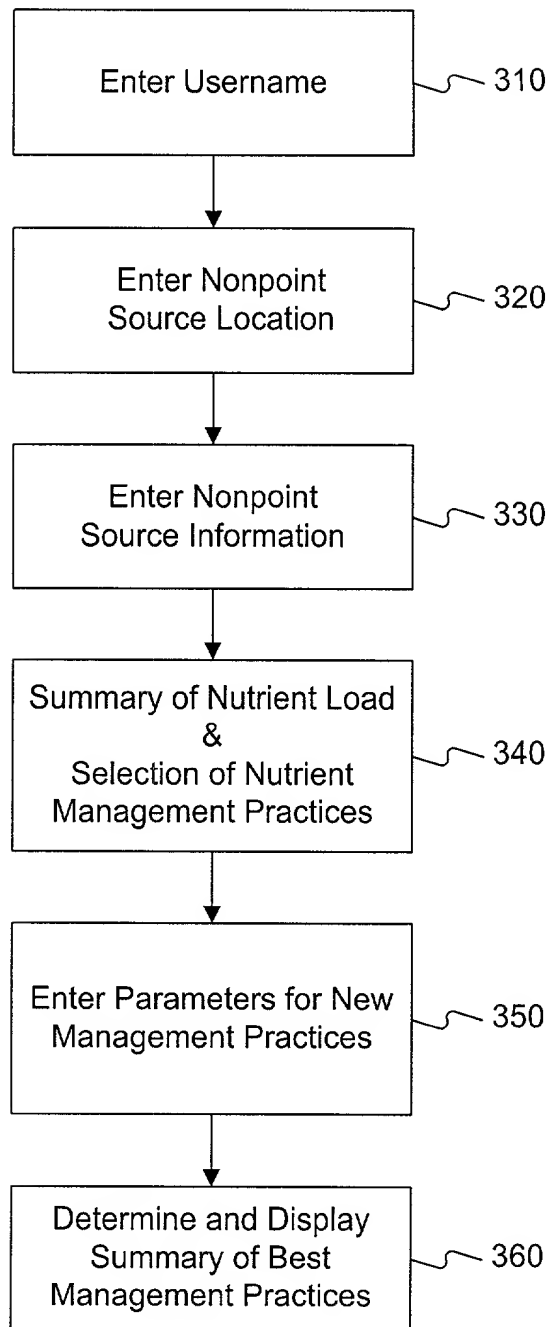 Enter Username
310
Enter Nonpoint
Source Location
320
Enter Nonpoint
Source Information
330
Summary of Nutrient Load
&
Selection of Nutrient
Management Practices
340
Enter Parameters for New
Management Practices
350
Determine and Display
Summary of Best
Management Practices
360